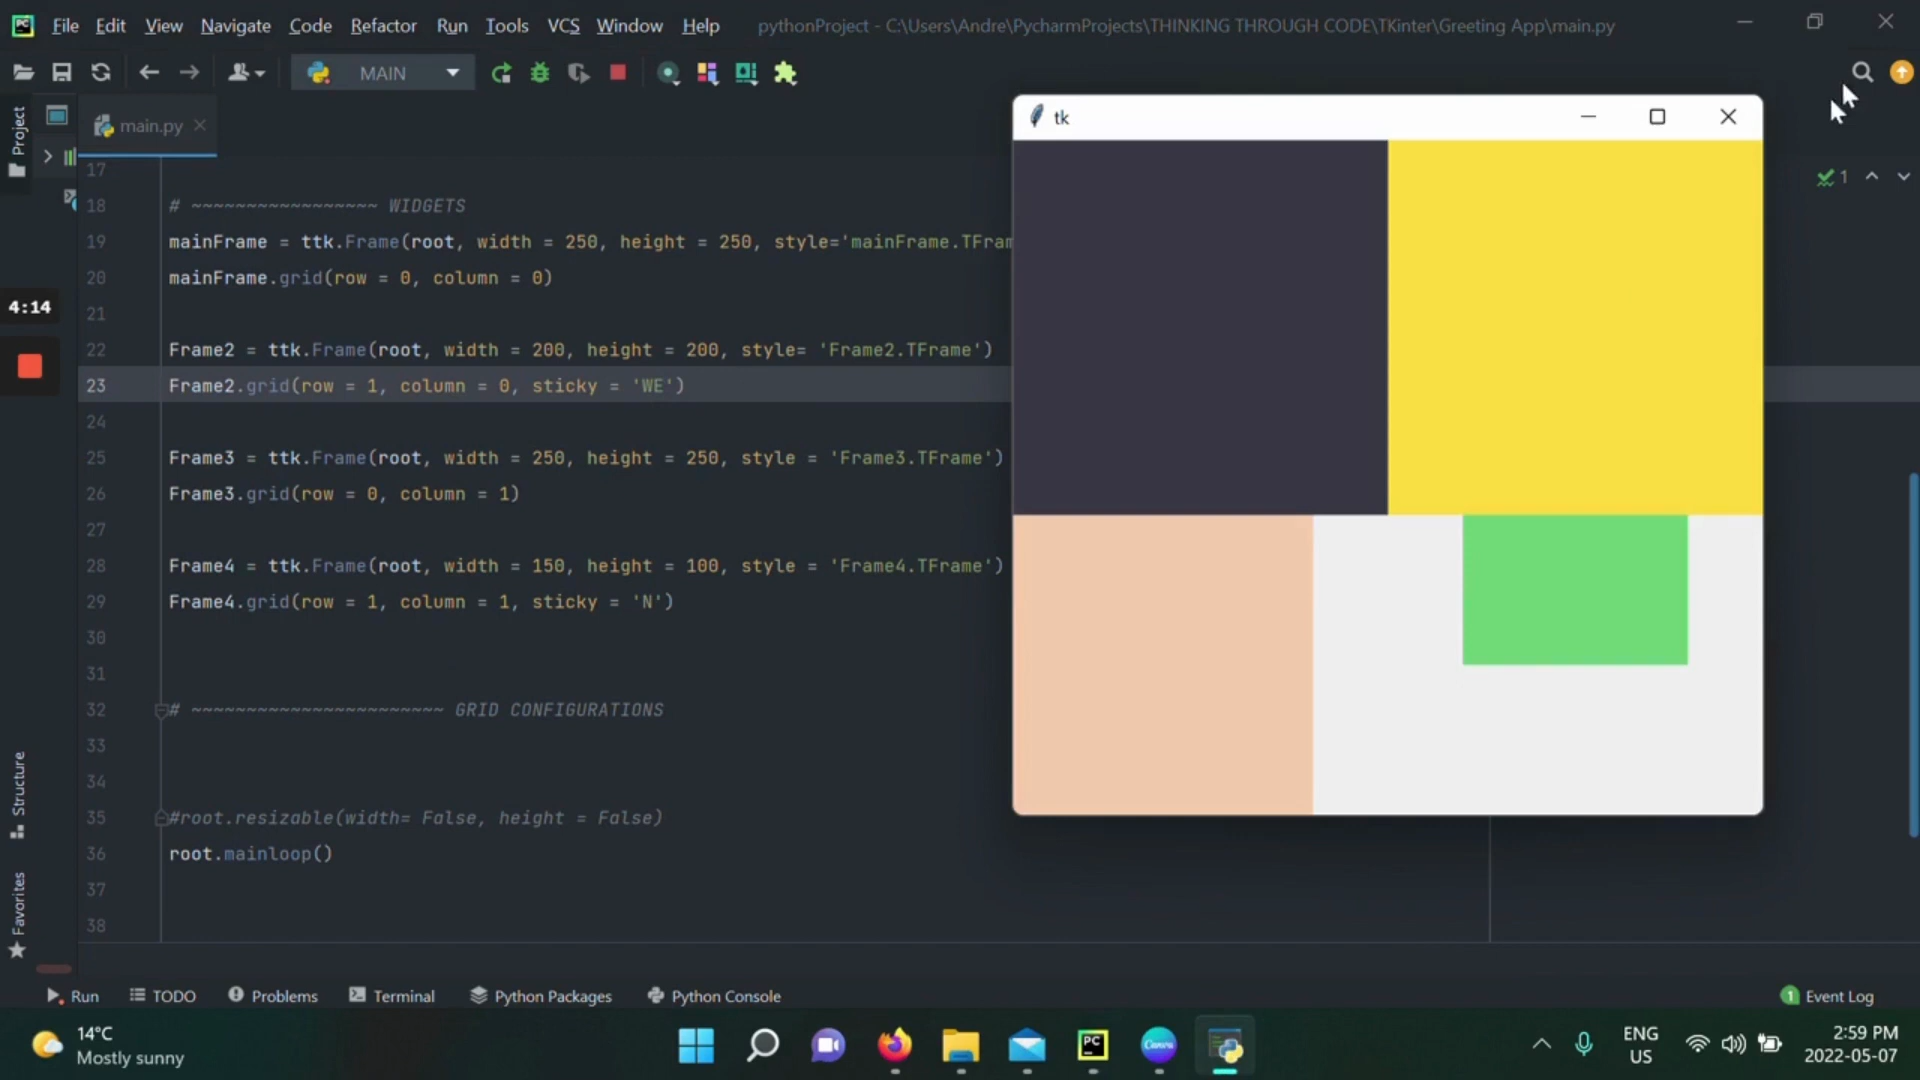 File Edit View Navigate Code Refactor Run Tools VCS Window Help pythonProject - C:\Users\Andre\PycharmProjects\THINKING THROUGH CODE\TKinter\Greeting App\main.py
MAIN
Project
main.py
tk
1
4:14
17
18 # ~~~~~~~~~~~~~~~~~ WIDGETS
19 mainFrame = ttk.Frame(root, width = 250, height = 250, style='mainFrame.TFram
20 mainFrame.grid(row = 0, column = 0)
21
22 Frame2 = ttk.Frame(root, width = 200, height = 200, style= 'Frame2.TFrame')
23 Frame2.grid(row = 1, column = 0, sticky = 'WE')
24
25 Frame3 = ttk.Frame(root, width = 250, height = 250, style = 'Frame3.TFrame')
26 Frame3.grid(row = 0, column = 1)
27
28 Frame4 = ttk.Frame(root, width = 150, height = 100, style = 'Frame4.TFrame')
29 Frame4.grid(row = 1, column = 1, sticky = 'N')
30
31
32 # ~~~~~~~~~~~~~~~~~~~~~~~ GRID CONFIGURATIONS
33
34
35 #root.resizable(width= False, height = False)
36 root.mainloop()
37
38
Structure
Favorites
Run TODO Problems Terminal Python Packages Python Console 1 Event Log
14°C
Mostly sunny
PC
Canva
ENG
US
2:59 PM
2022-05-07